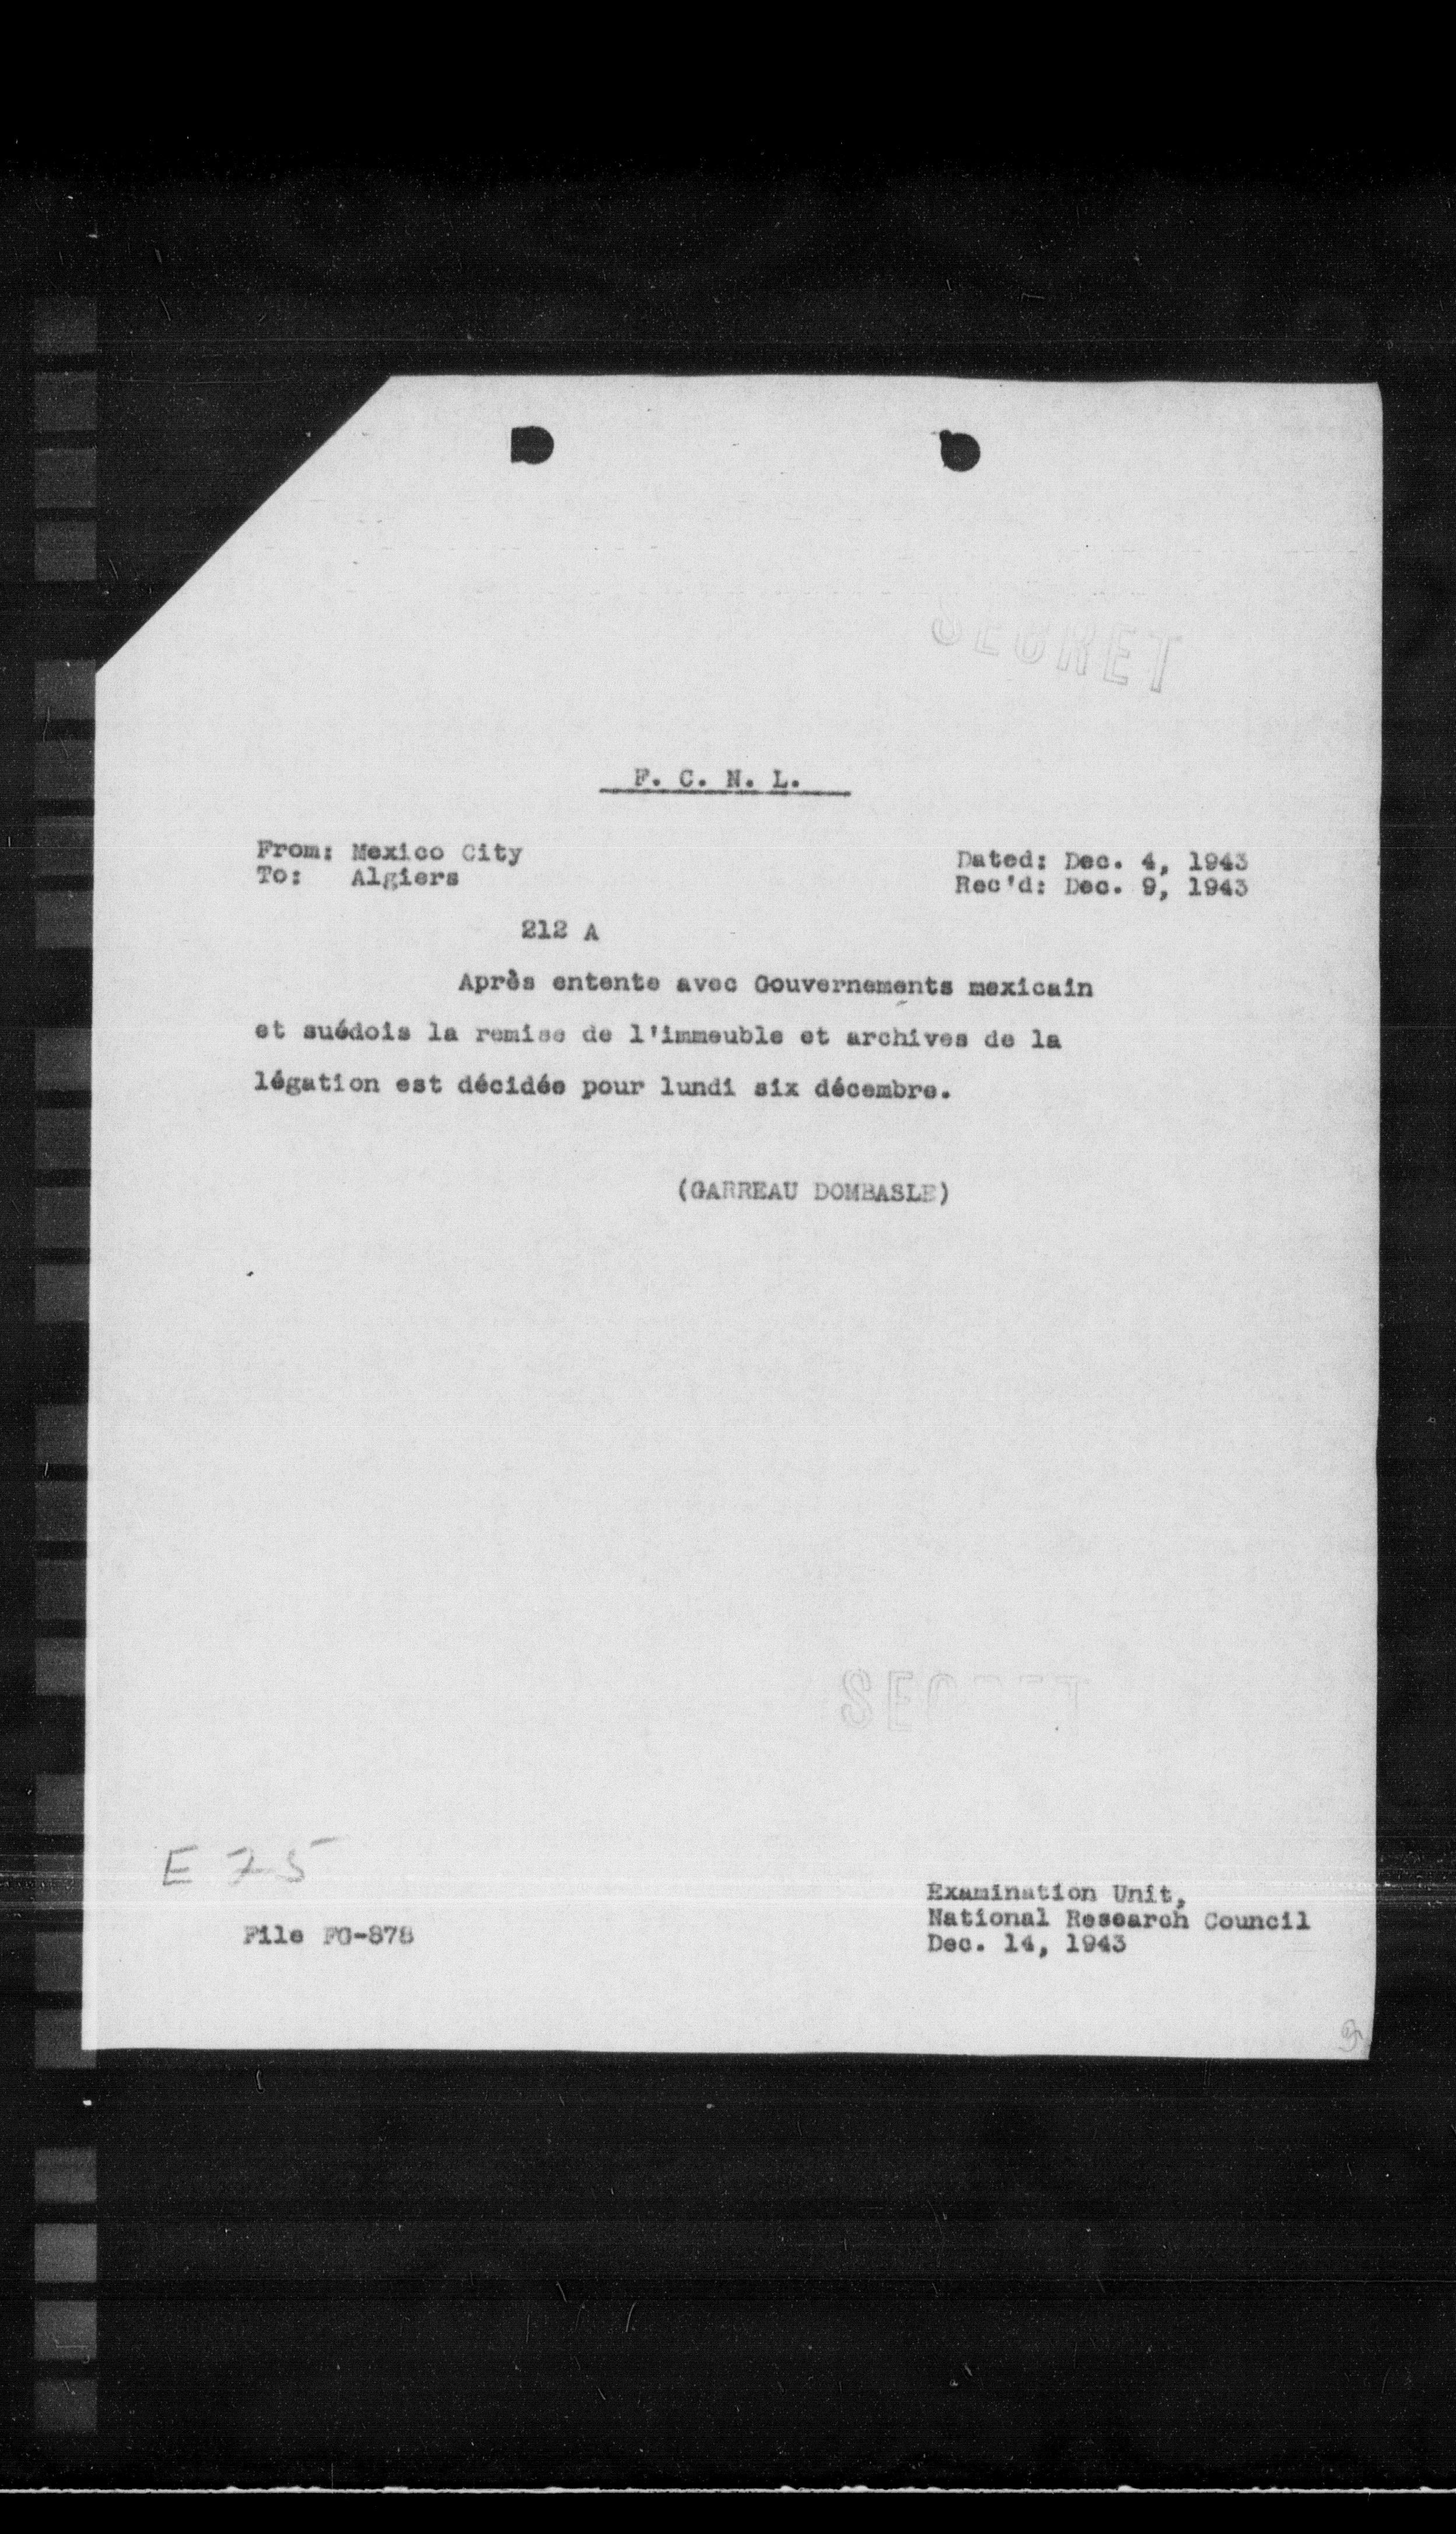 SECRET
F. C. N. L.
From: Mexico City
To: Algiers
Dated: Dec. 4, 1943
Rec'd: Dec. 9, 1943
212 A
Après entente avec Gouvernements mexicain
et suédois la remise de l'immeuble et archives de la
légation est décidée pour lundi six décembre.
(GARREAU DOMBASLE)
SECRET
E 75
File FG-878
Examination Unit,
National Research Council
Dec. 14, 1943